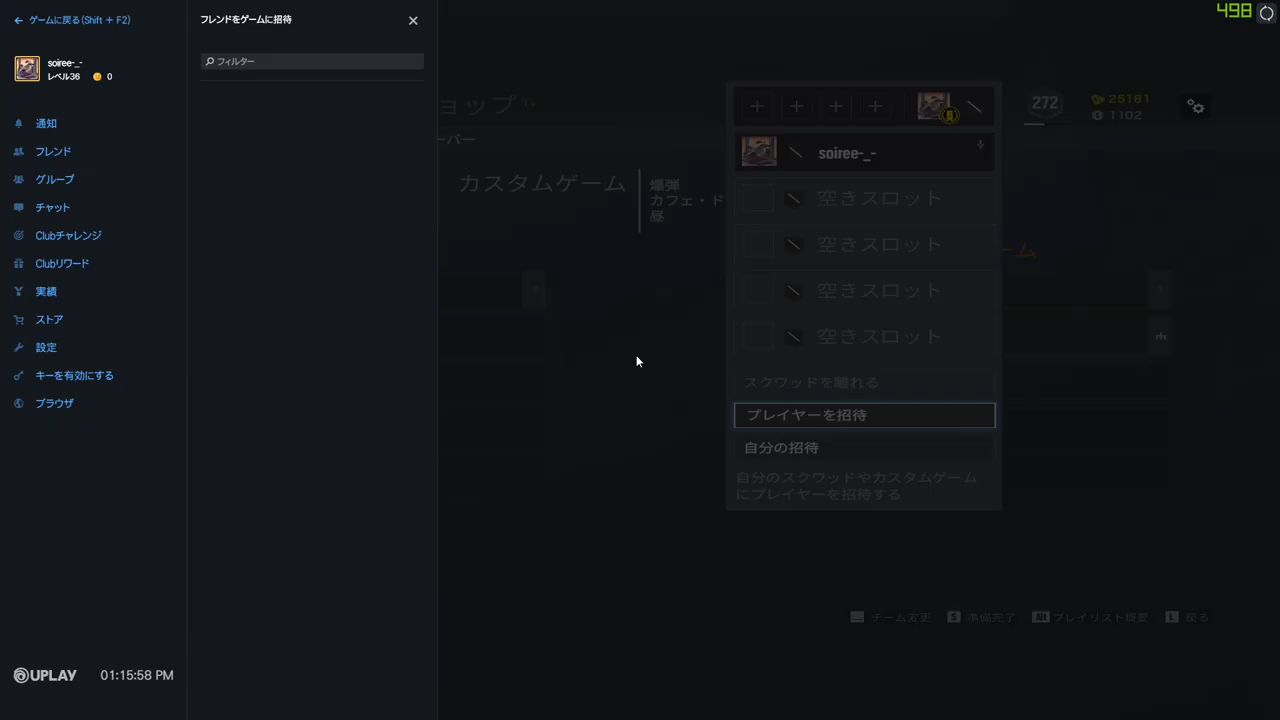 ゲームに戻る(Shift + F2)
soiree-_-
レベル36 0
通知
フレンド
グループ
チャット
Clubチャレンジ
Clubリワード
実績
ストア
設定
キーを有効にする
ブラウザ
UPLAY 01:15:58 PM
フレンドをゲームに招待
フィルター
498
ョップ
ーバー
カスタムゲーム
爆弾
カフェ・ド
昼
272
25181
1102
soiree-_-
空きスロット
空きスロット
空きスロット
空きスロット
ーム
スクワッドを離れる
プレイヤーを招待
自分の招待
自分のスクワッドやカスタムゲーム
にプレイヤーを招待する
チーム変更 S 準備完了 N1 プレイリスト概要 L 戻る